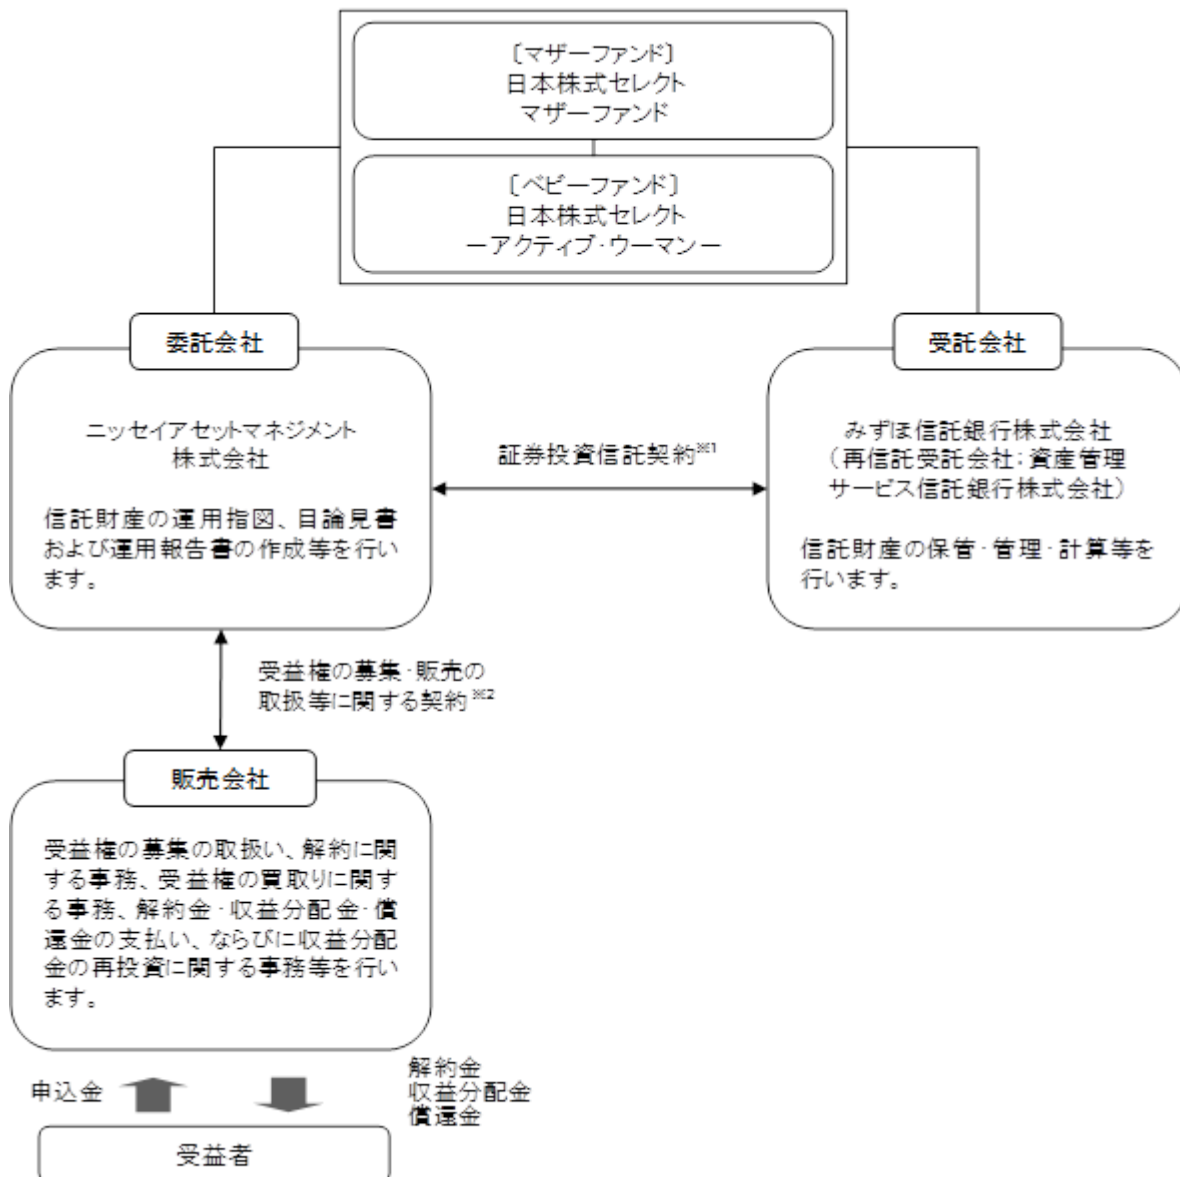 〔マザーファンド〕
日本株式セレクト
マザーファンド
〔ベビーファンド〕
日本株式セレクト
－アクティブ・ウーマン－
委託会社
ニッセイアセットマネジメント
株式会社
信託財産の運用指図、目論見書
および運用報告書の作成等を行い
ます。
証券投資信託契約※1
受託会社
みずほ信託銀行株式会社
（再信託受託会社：資産管理
サービス信託銀行株式会社）
信託財産の保管・管理・計算等を
行います。
受益権の募集・販売の
取扱等に関する契約※2
販売会社
受益権の募集の取扱い、解約に関
する事務、受益権の買取りに関す
る事務、解約金・収益分配金・償
還金の支払い、ならびに収益分配
金の再投資に関する事務等を行い
ます。
申込金
解約金
収益分配金
償還金
受益者